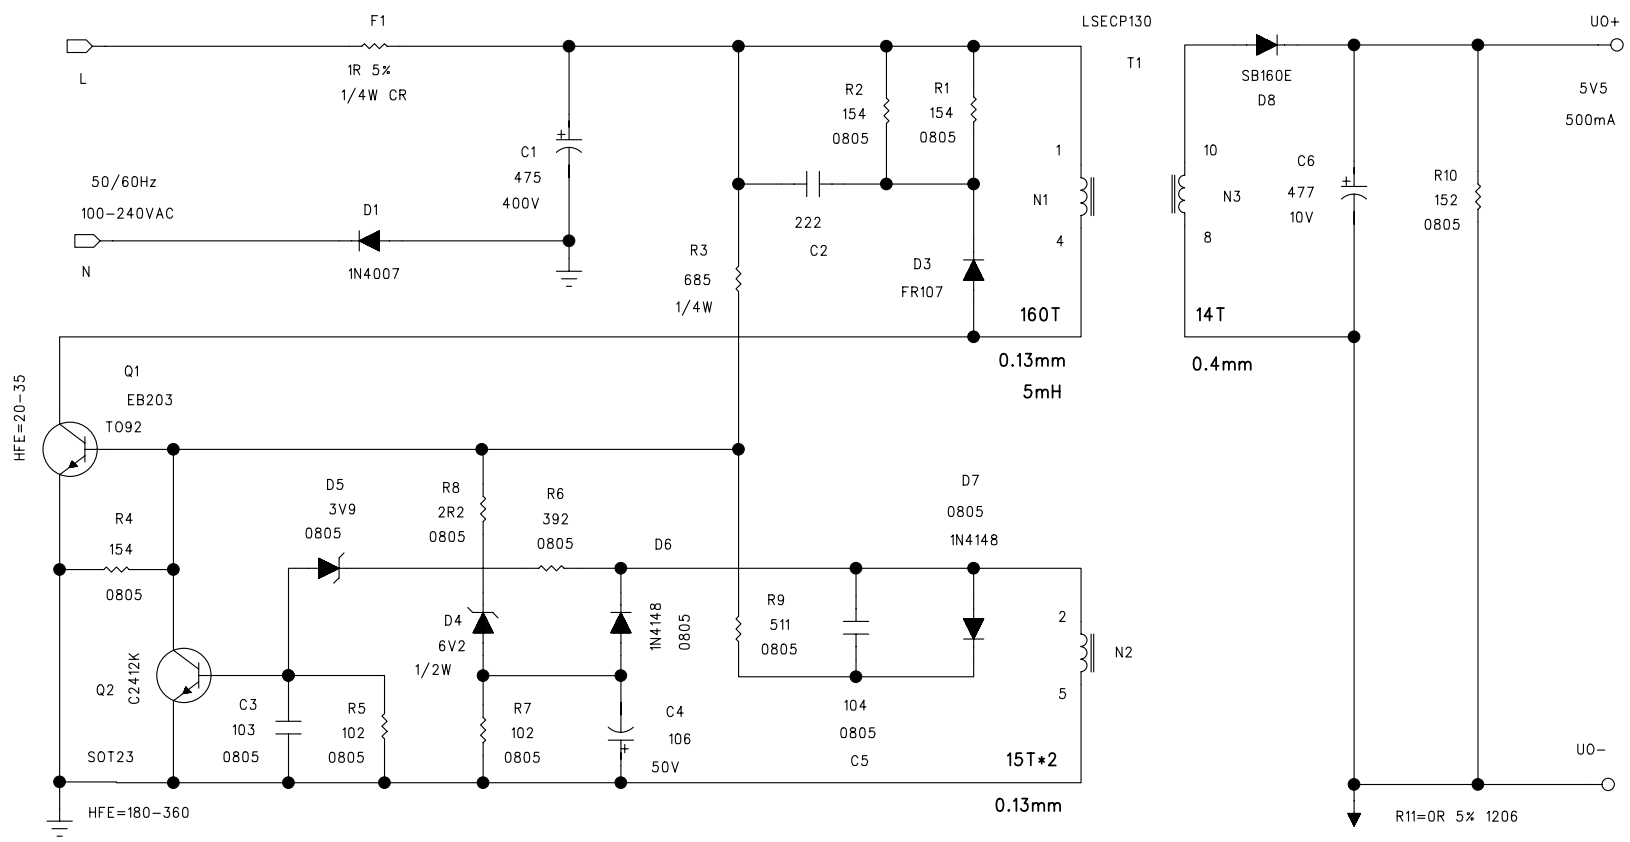 F1
LSECP130
UO+
L
1R 5%
1/4W CR
T1
SB160E
D8
5V5
500mA
R2
154
0805
R1
154
0805
C1
475
400V
1
N1
4
10
N3
8
C6
477
10V
R10
152
0805
50/60Hz
100-240VAC
N
D1
1N4007
222
C2
R3
685
1/4W
D3
FR107
160T
0.13mm
5mH
14T
0.4mm
HFE=20-35
Q1
EB203
TO92
D5
3V9
0805
R8
2R2
0805
R6
392
0805
D6
1N4148
0805
D7
0805
1N4148
R4
154
0805
D4
6V2
1/2W
R9
511
0805
2
N2
5
Q2
C2412K
SOT23
HFE=180-360
C3
103
0805
R5
102
0805
R7
102
0805
C4
106
50V
104
0805
C5
15T*2
0.13mm
UO-
R11=0R 5% 1206